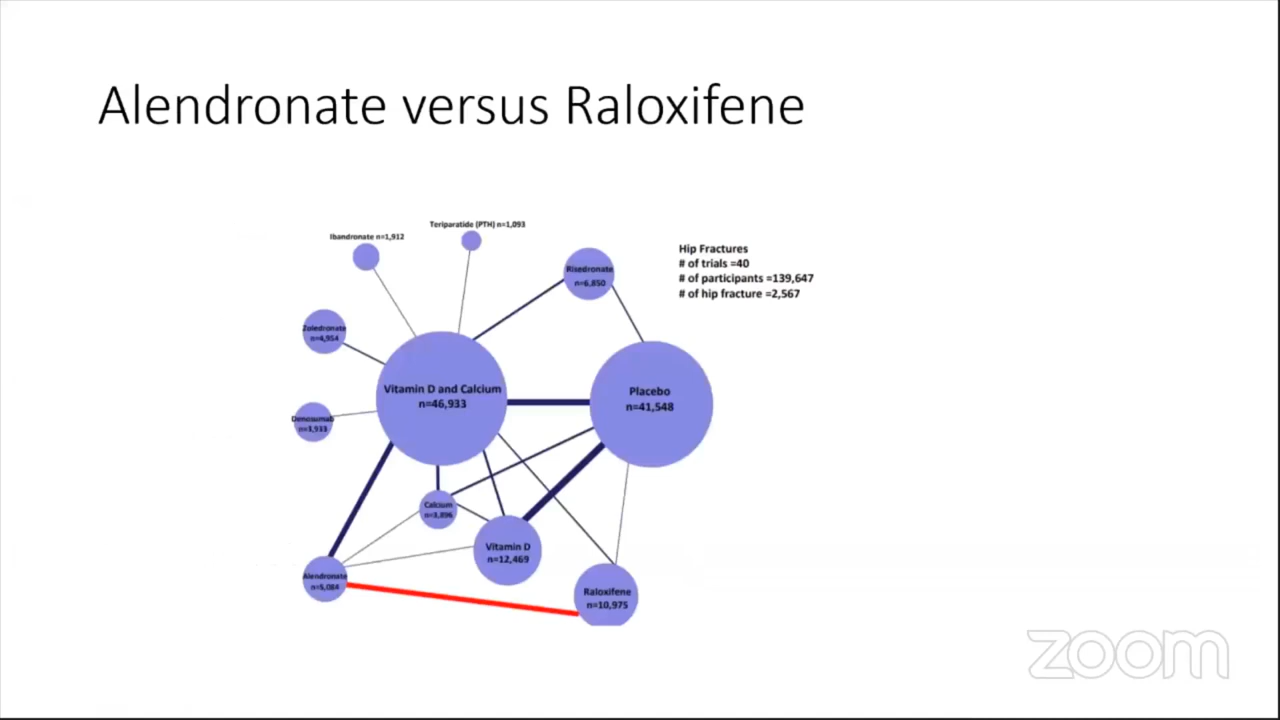 Alendronate versus Raloxifene
Teriparatide (PTH) n=1,093
Ibandronate n=1,912
Hip Fractures
# of trials =40
# of participants =139,647
# of hip fracture =2,567
Risedronate
n=6,850
Zoledronate
n=4,954
Vitamin D and Calcium
n=46,933
Placebo
n=41,548
Denosumab
n=3,933
Calcium
n=3,896
Vitamin D
n=12,469
Alendronate
n=5,084
Raloxifene
n=10,975
zoom